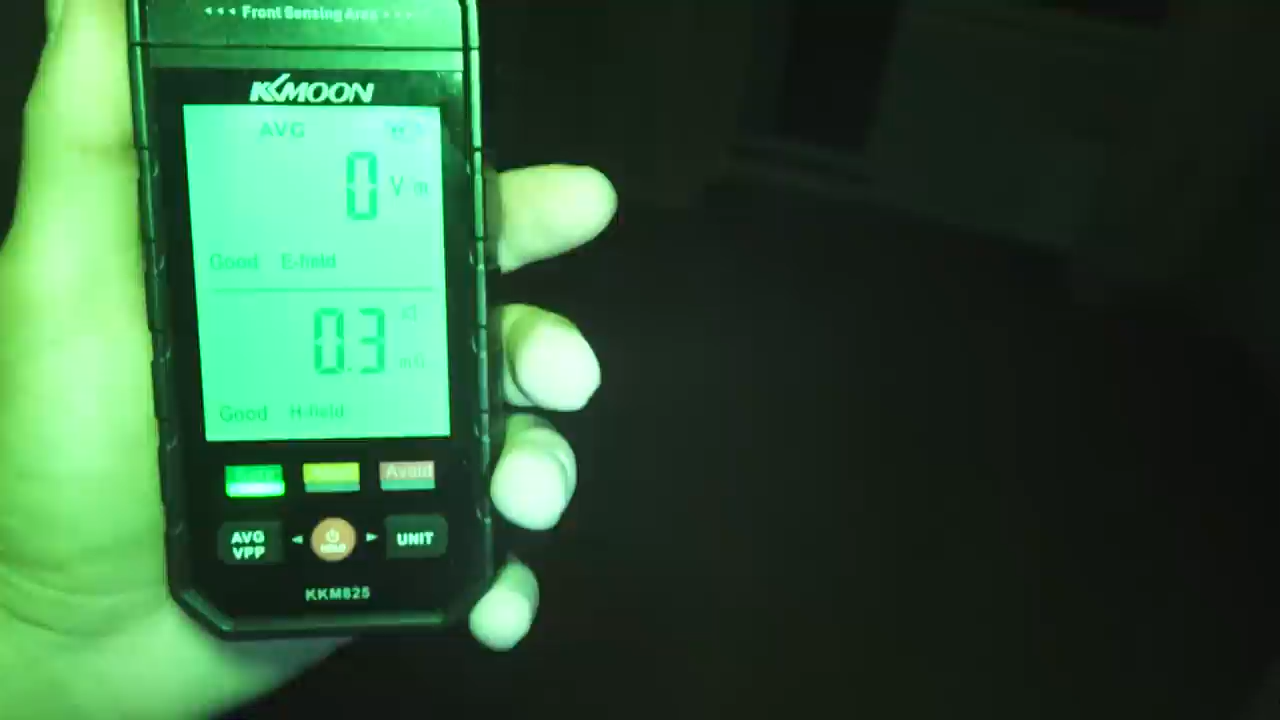 Front Sensing Area
KKMOON
AVG
0 V/m
Good E-field
0.3
mG
Good H-field
Avoid
AVG
VPP
UNIT
HOLD
KKM825